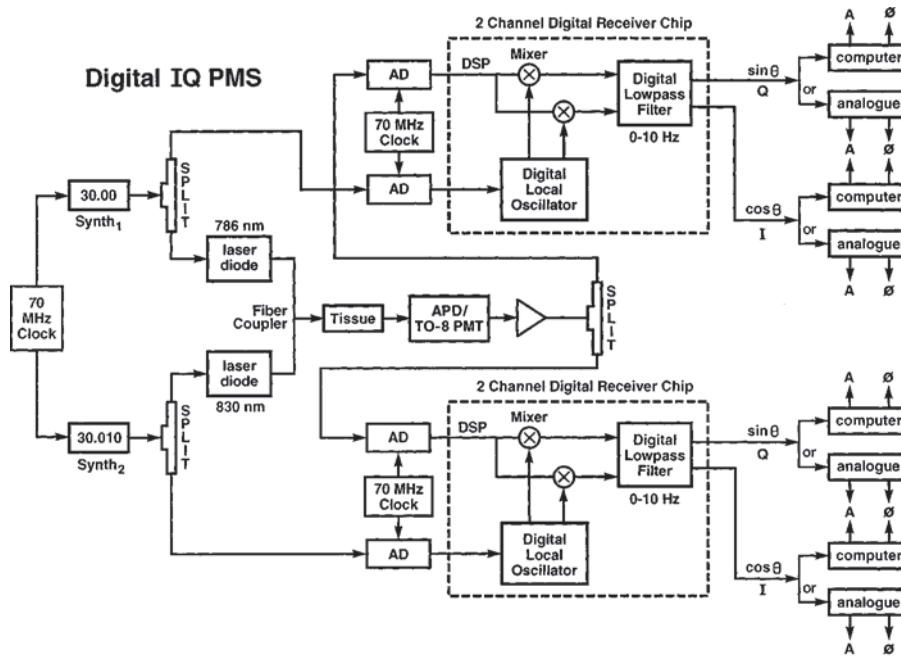 Digital IQ PMS
2 Channel Digital Receiver Chip
AD
DSP
Mixer
70 MHz
Clock
AD
Digital
Lowpass
Filter
0-10 Hz
Digital
Local
Oscillator
sinθ
Q
cosθ
I
A Ø
computer
or
analogue
A Ø
A Ø
computer
or
analogue
A Ø
30.00
Synth1
SPLIT
786 nm
laser
diode
70
MHz
Clock
Fiber
Coupler
Tissue
APD/
TO-8 PMT
SPLIT
laser
diode
830 nm
30.010
Synth2
SPLIT
2 Channel Digital Receiver Chip
AD
DSP
Mixer
70 MHz
Clock
AD
Digital
Lowpass
Filter
0-10 Hz
Digital
Local
Oscillator
sinθ
Q
cosθ
I
A Ø
computer
or
analogue
A Ø
A Ø
computer
or
analogue
A Ø